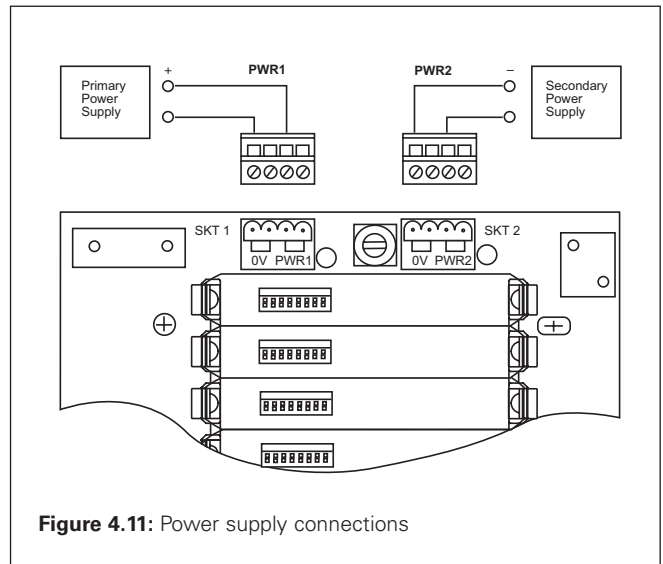 + PWR1 PWR2 –
Primary
Power
Supply
Secondary
Power
Supply
SKT 1 SKT 2
0V PWR1 0V PWR2
Figure 4.11: Power supply connections